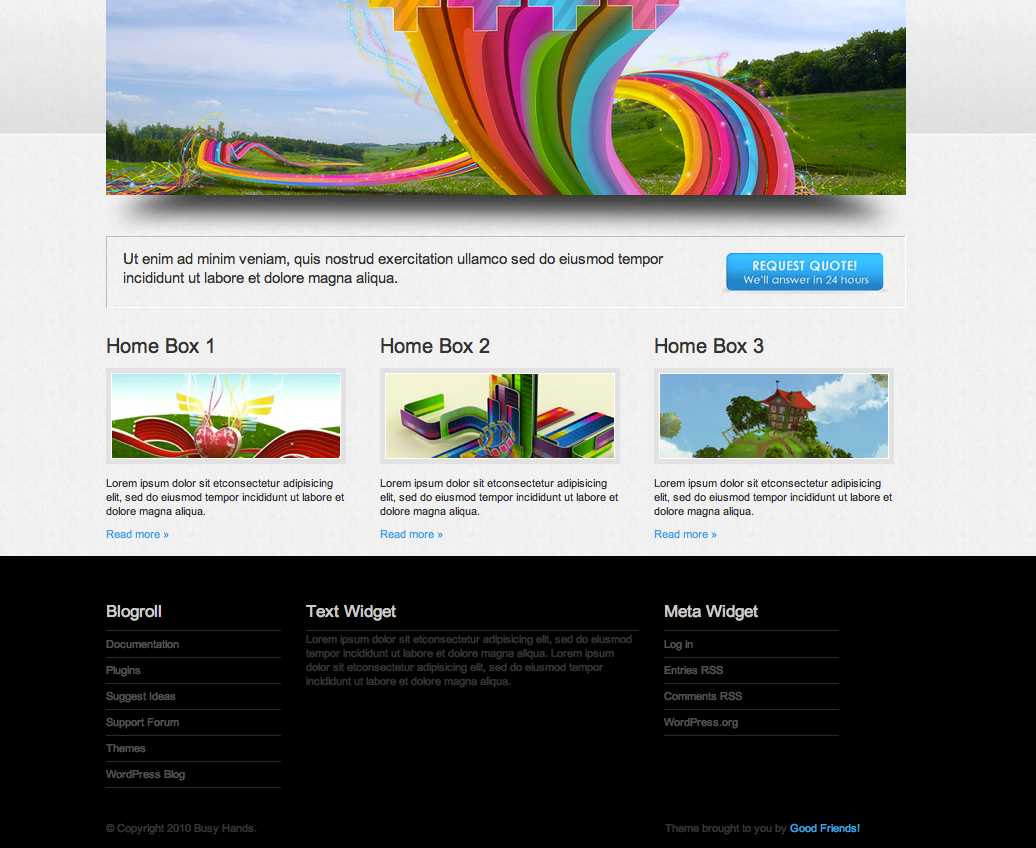 Ut enim ad minim veniam, quis nostrud exercitation ullamco sed do eiusmod tempor
incididunt ut labore et dolore magna aliqua.
REQUEST QUOTE!
We'll answer in 24 hours
Home Box 1
Lorem ipsum dolor sit etconsectetur adipisicing
elit, sed do eiusmod tempor incididunt ut labore et
dolore magna aliqua.
Read more »
Home Box 2
Lorem ipsum dolor sit etconsectetur adipisicing
elit, sed do eiusmod tempor incididunt ut labore et
dolore magna aliqua.
Read more »
Home Box 3
Lorem ipsum dolor sit etconsectetur adipisicing
elit, sed do eiusmod tempor incididunt ut labore et
dolore magna aliqua.
Read more »
Blogroll
Documentation
Plugins
Suggest Ideas
Support Forum
Themes
WordPress Blog
Text Widget
Lorem ipsum dolor sit etconsectetur adipisicing elit, sed do eiusmod
tempor incididunt ut labore et dolore magna aliqua. Lorem ipsum
dolor sit etconsectetur adipisicing elit, sed do eiusmod tempor
incididunt ut labore et dolore magna aliqua.
Meta Widget
Log in
Entries RSS
Comments RSS
WordPress.org
© Copyright 2010 Busy Hands.
Theme brought to you by Good Friends!